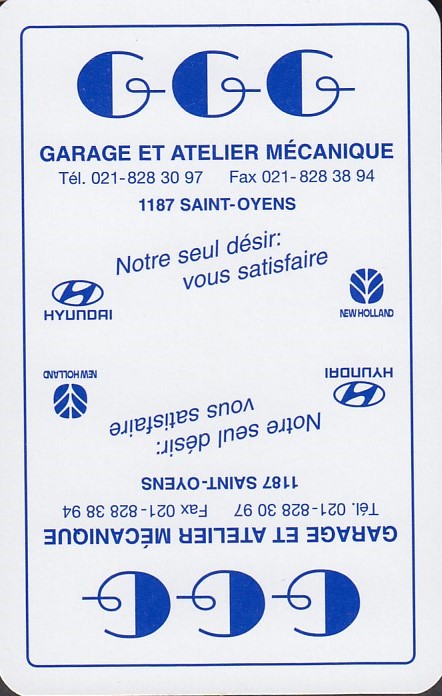 GGG
GARAGE ET ATELIER MÉCANIQUE
Tél. 021-828 30 97 Fax 021-828 38 94
1187 SAINT-OYENS
Notre seul désir:
vous satisfaire
HYUNDAI
NEW HOLLAND
NEW HOLLAND
HYUNDAI
Notre seul désir:
vous satisfaire
1187 SAINT-OYENS
Tél. 021-828 30 97 Fax 021-828 38 94
GARAGE ET ATELIER MÉCANIQUE
GGG